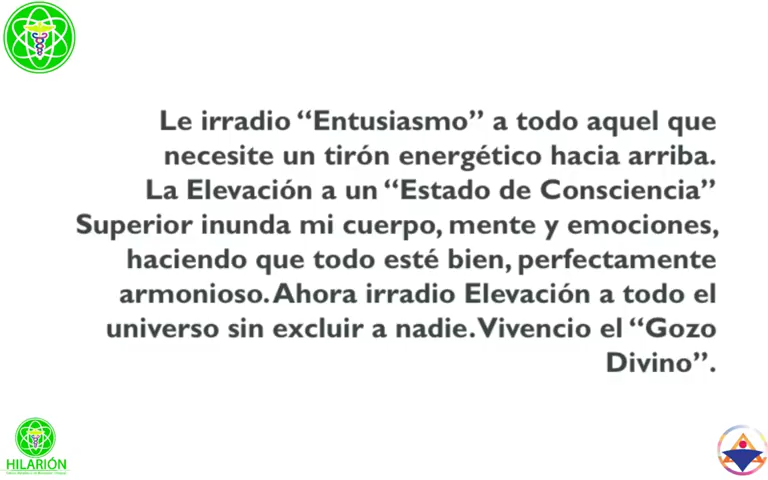 Le irradio “Entusiasmo” a todo aquel que
necesite un tirón energético hacia arriba.
La Elevación a un “Estado de Consciencia”
Superior inunda mi cuerpo, mente y emociones,
haciendo que todo esté bien, perfectamente
armonioso. Ahora irradio Elevación a todo el
universo sin excluir a nadie. Vivencio el “Gozo
Divino”.
HILARIÓN